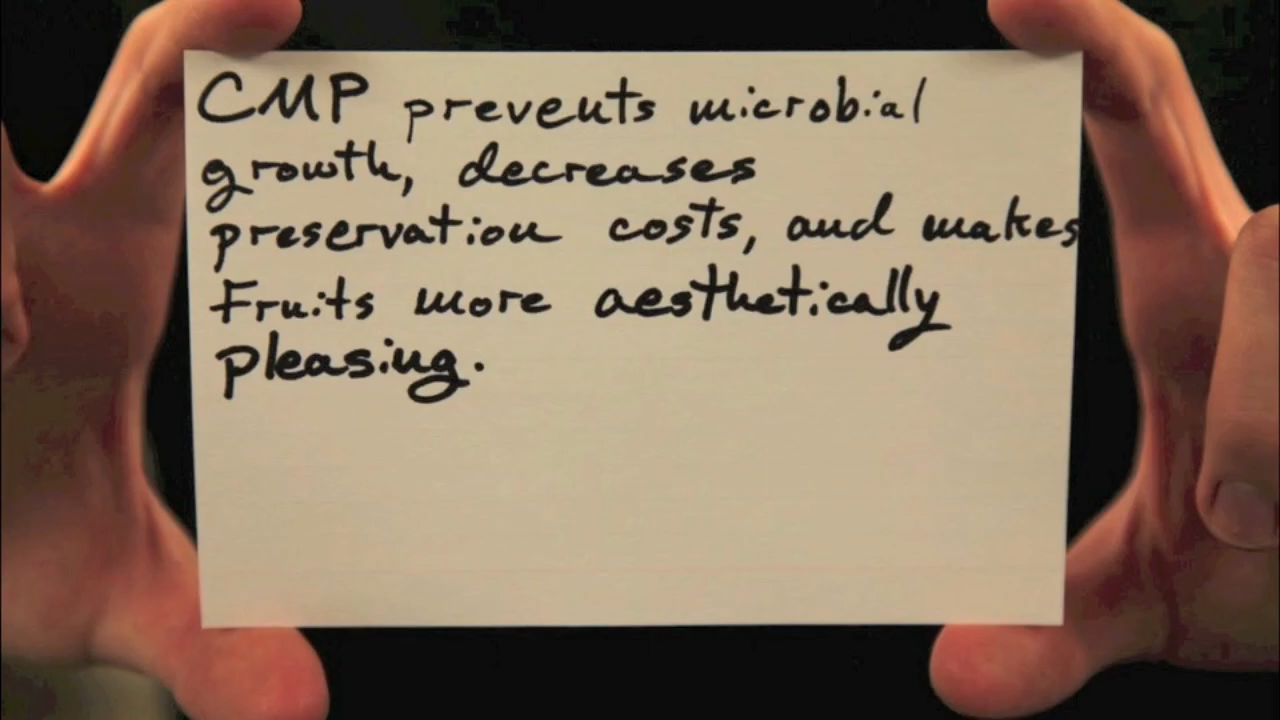 CMP prevents microbial
growth, decreases
preservation costs, and makes
Fruits more aesthetically
pleasing.